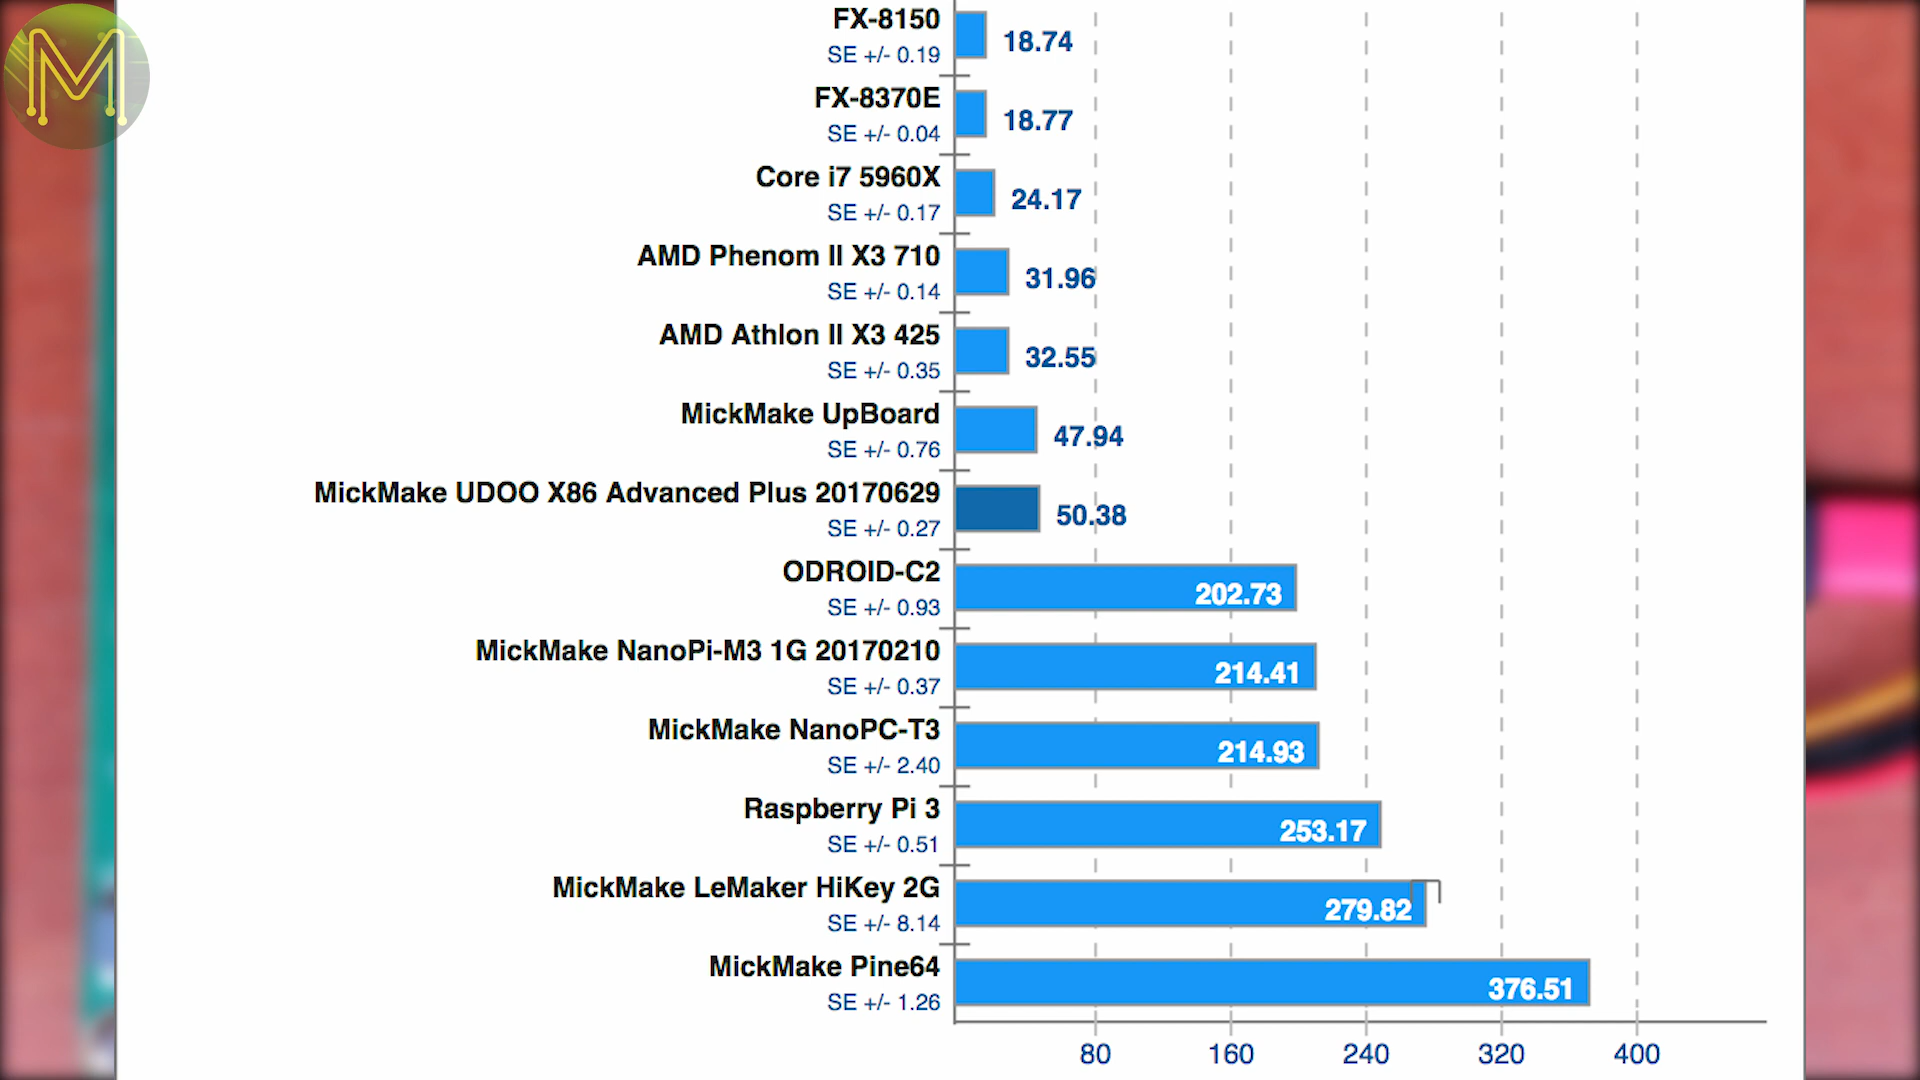 M
FX-8150
18.74
SE +/- 0.19
FX-8370E
18.77
SE +/- 0.04
Core i7 5960X
24.17
SE +/- 0.17
AMD Phenom II X3 710
31.96
SE +/- 0.14
AMD Athlon II X3 425
32.55
SE +/- 0.35
MickMake UpBoard
47.94
SE +/- 0.76
MickMake UDOO X86 Advanced Plus 20170629
50.38
SE +/- 0.27
ODROID-C2
202.73
SE +/- 0.93
MickMake NanoPi-M3 1G 20170210
214.41
SE +/- 0.37
MickMake NanoPC-T3
214.93
SE +/- 2.40
Raspberry Pi 3
253.17
SE +/- 0.51
MickMake LeMaker HiKey 2G
279.82
SE +/- 8.14
MickMake Pine64
376.51
SE +/- 1.26
80 160 240 320 400